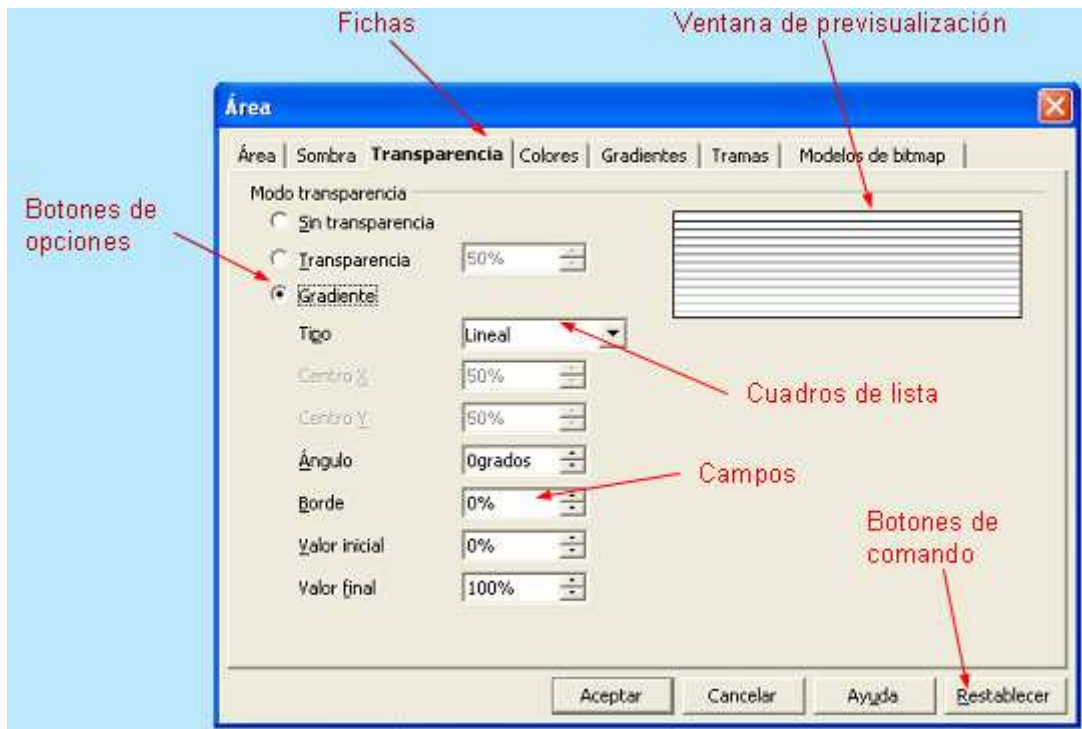 Fichas
Ventana de previsualización
Área
Área Sombra Transparencia Colores Gradientes Tramas Modelos de bitmap
Modo transparencia
Botones de
opciones
Sin transparencia
Transparencia 50%
Gradiente
Tipo Lineal
Centro X 50%
Cuadros de lista
Centro Y 50%
Ángulo 0grados
Campos
Borde 0%
Botones de
comando
Valor inicial 0%
Valor final 100%
Aceptar Cancelar Ayuda Restablecer